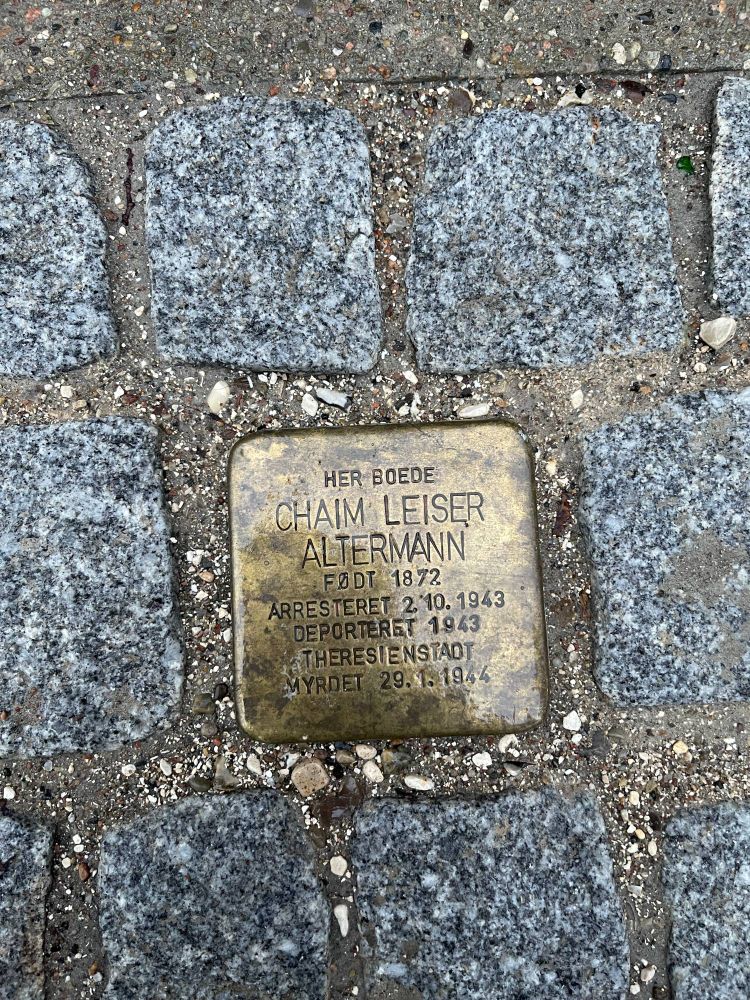 HER BOEDE
CHAIM LEISER
ALTERMANN
FØDT 1872
ARRESTERET 2.10.1943
DEPORTERET 1943
THERESIENSTADT
MYRDET 29.1.1944